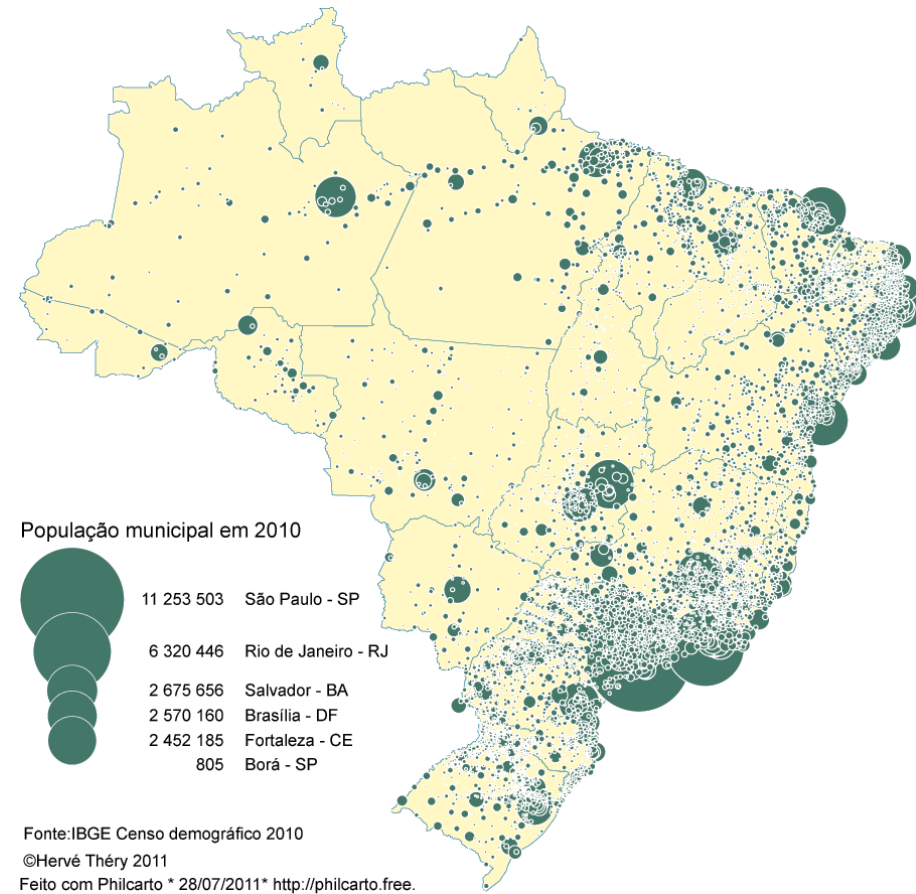 População municipal em 2010
11 253 503 São Paulo - SP
6 320 446 Rio de Janeiro - RJ
2 675 656 Salvador - BA
2 570 160 Brasília - DF
2 452 185 Fortaleza - CE
805 Borá - SP
Fonte:IBGE Censo demográfico 2010
©Hervé Théry 2011
Feito com Philcarto * 28/07/2011* http://philcarto.free.